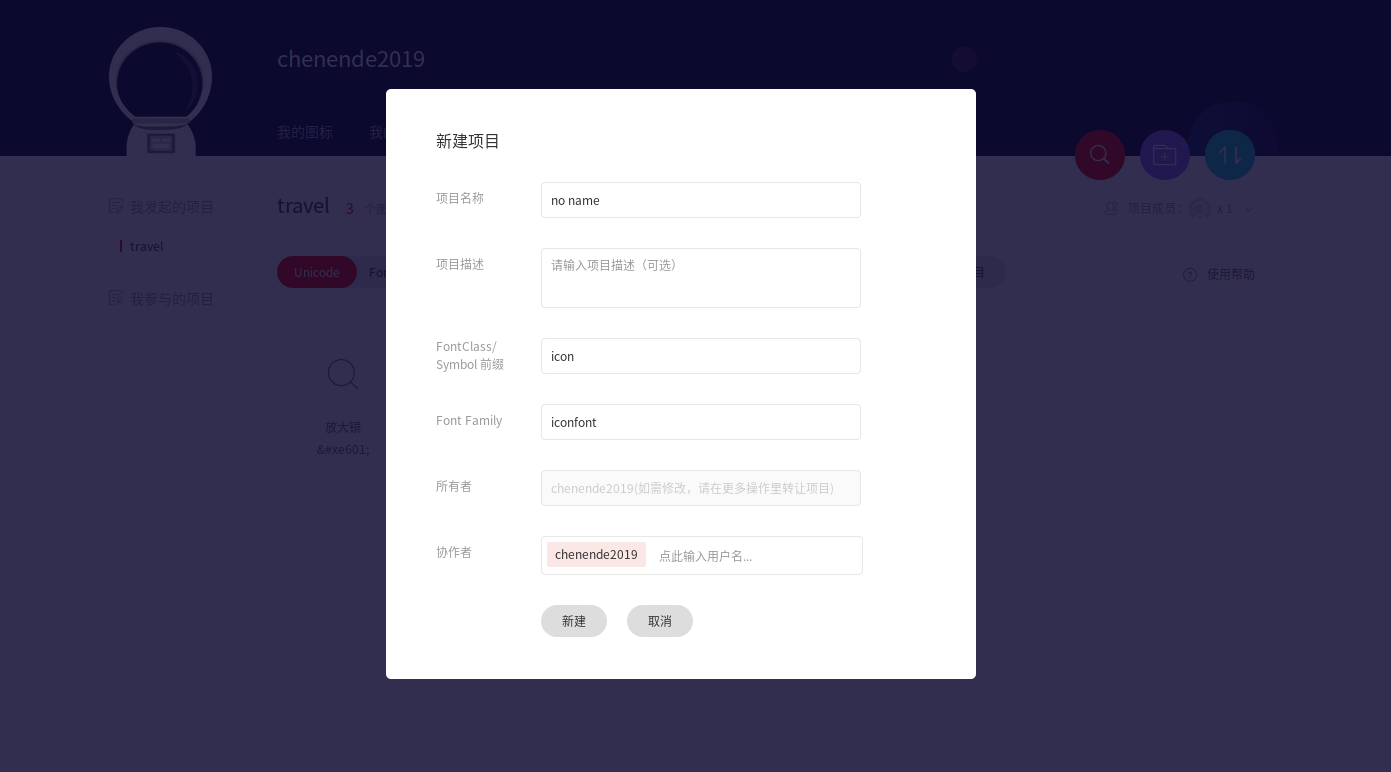 chenende2019
我的图标
新建项目
我发起的项目
travel
我参与的项目
travel 3
项目成员： x 1
Unicode
使用帮助
放大镜
&#xe601;
项目名称
no name
项目描述
请输入项目描述（可选）
FontClass/
Symbol 前缀
icon
Font Family
iconfont
所有者
chenende2019(如需修改，请在更多操作里转让项目)
协作者
chenende2019 点此输入用户名...
新建 取消